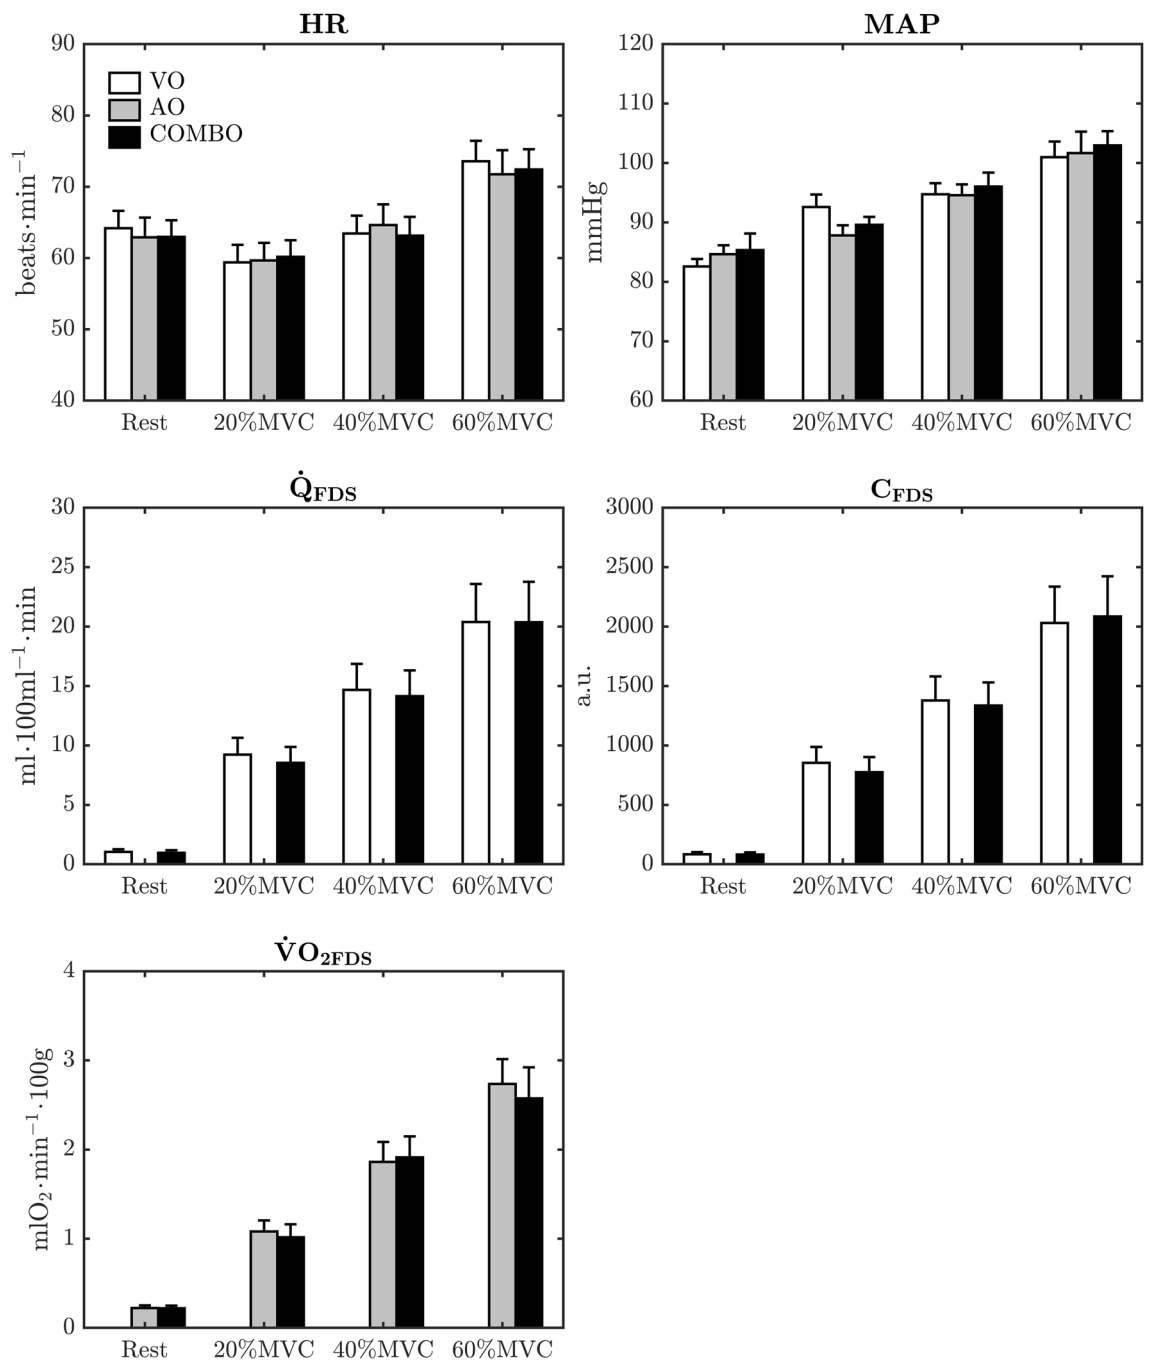 HR
90
80
70
60
50
40
beats·min⁻¹
VO
AO
COMBO
Rest 20%MVC 40%MVC 60%MVC
MAP
120
110
100
90
80
70
60
mmHg
Rest 20%MVC 40%MVC 60%MVC
Q̇FDS
30
25
20
15
10
5
0
ml·100ml⁻¹·min
Rest 20%MVC 40%MVC 60%MVC
CFDS
3000
2500
2000
1500
1000
500
0
a.u.
Rest 20%MVC 40%MVC 60%MVC
V̇O₂FDS
4
3
2
1
0
mlO₂·min⁻¹·100g
Rest 20%MVC 40%MVC 60%MVC